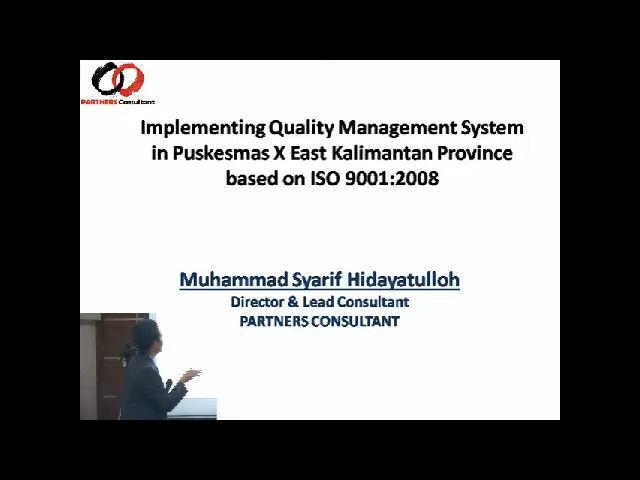 PARTNERS Consultant
Implementing Quality Management System
in Puskesmas X East Kalimantan Province
based on ISO 9001:2008
Muhammad Syarif Hidayatulloh
Director & Lead Consultant
PARTNERS CONSULTANT